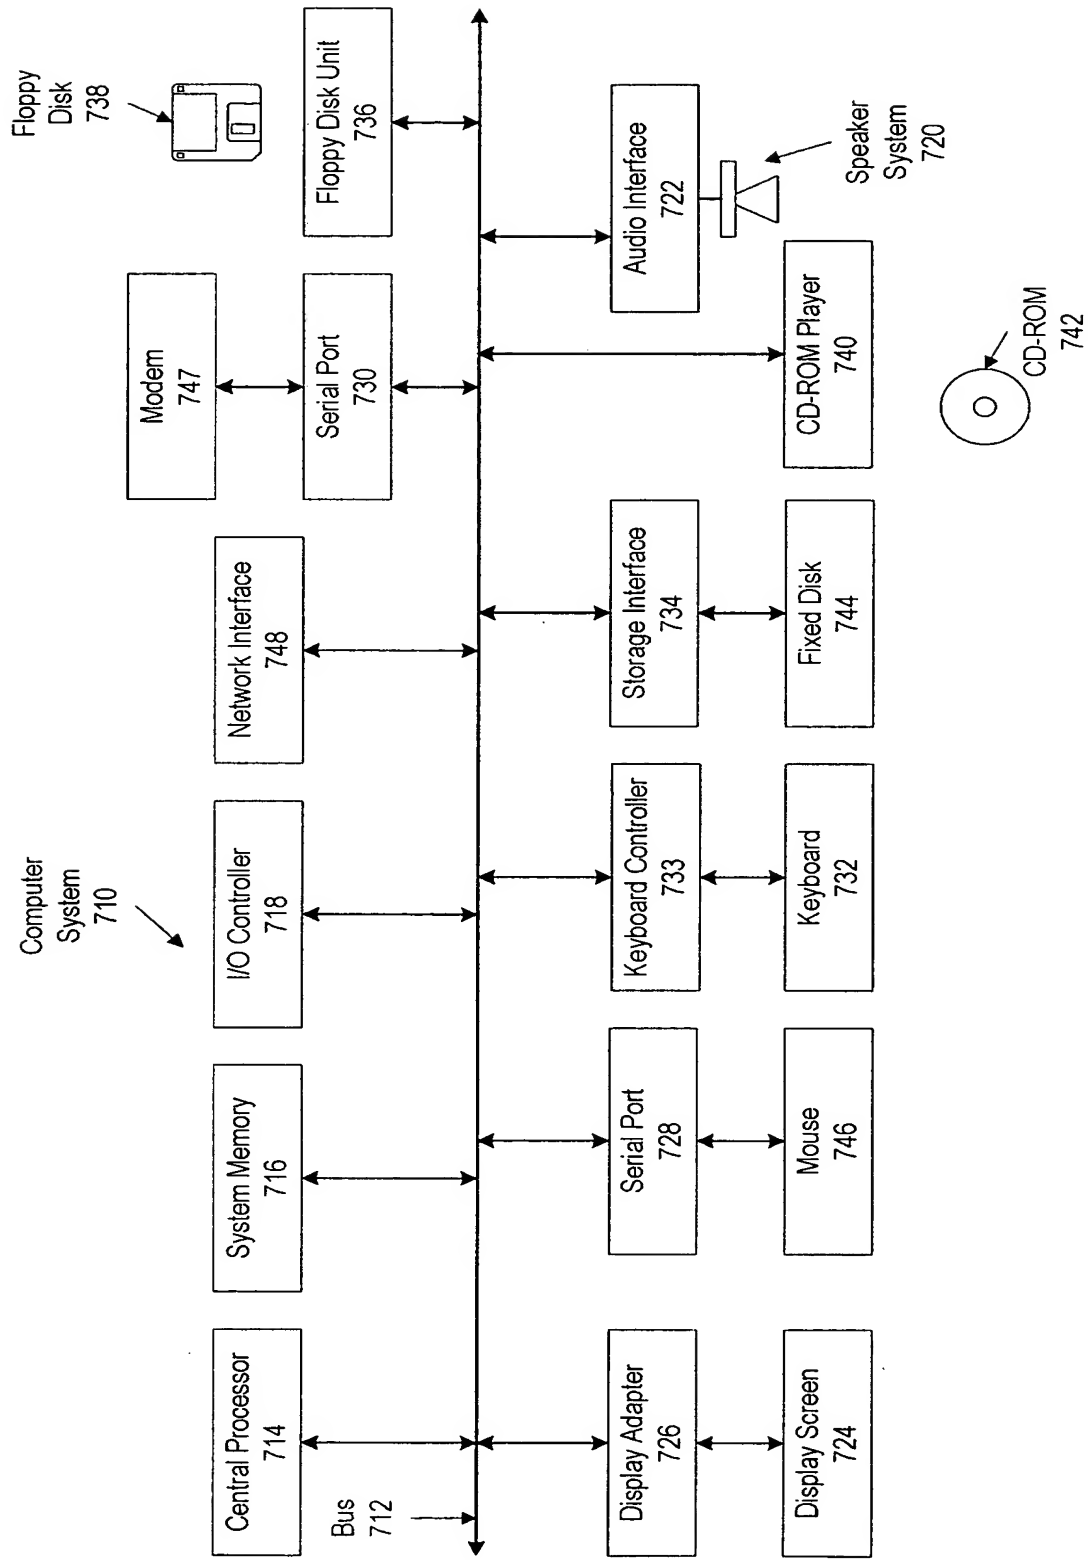 Computer
System
710
Floppy
Disk
738
Modem
747
Central Processor
714
System Memory
716
I/O Controller
718
Network Interface
748
Serial Port
730
Floppy Disk Unit
736
Bus
712
Display Adapter
726
Serial Port
728
Keyboard Controller
733
Storage Interface
734
Audio Interface
722
Display Screen
724
Mouse
746
Keyboard
732
Fixed Disk
744
CD-ROM Player
740
Speaker
System
720
CD-ROM
742